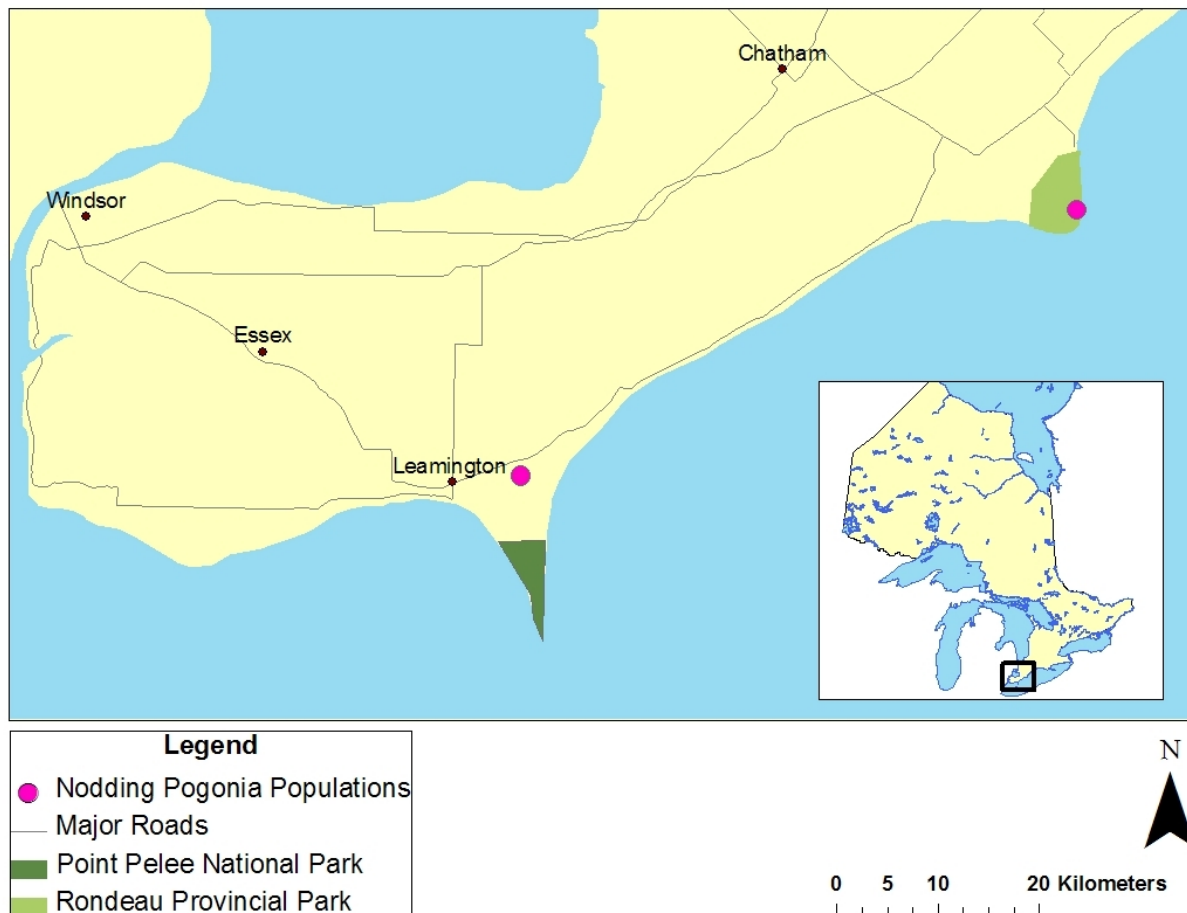 Chatham
Windsor
Essex
Leamington
Legend
Nodding Pogonia Populations
Major Roads
Point Pelee National Park
Rondeau Provincial Park
N
0 5 10 20 Kilometers